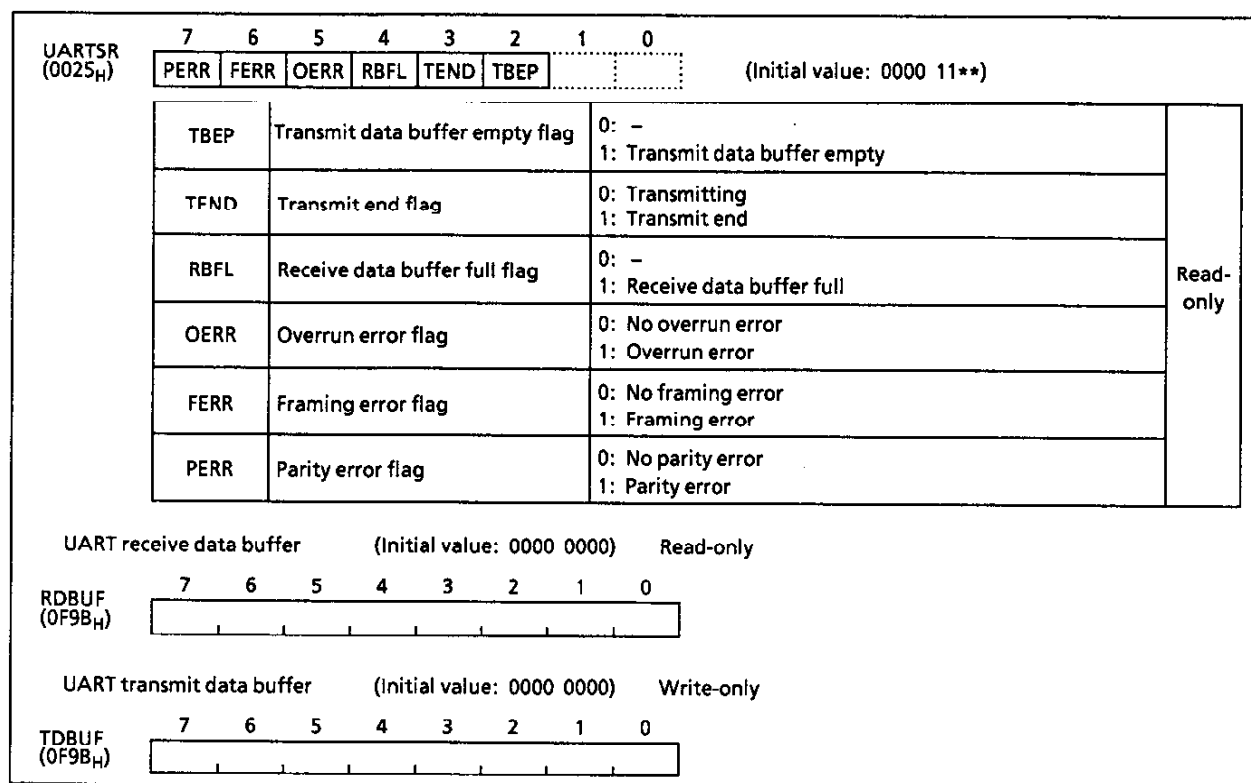 7 6 5 4 3 2 1 0
UARTSR
(0025H)
PERR FERR OERR RBFL TEND TBEP
(Initial value: 0000 11**)
TBEP Transmit data buffer empty flag 0: –
1: Transmit data buffer empty
TEND Transmit end flag 0: Transmitting
1: Transmit end
RBFL Receive data buffer full flag 0: –
1: Receive data buffer full
OERR Overrun error flag 0: No overrun error
1: Overrun error
FERR Framing error flag 0: No framing error
1: Framing error
PERR Parity error flag 0: No parity error
1: Parity error
Read-
only
UART receive data buffer (Initial value: 0000 0000) Read-only
7 6 5 4 3 2 1 0
RDBUF
(0F9BH)
UART transmit data buffer (Initial value: 0000 0000) Write-only
7 6 5 4 3 2 1 0
TDBUF
(0F9BH)